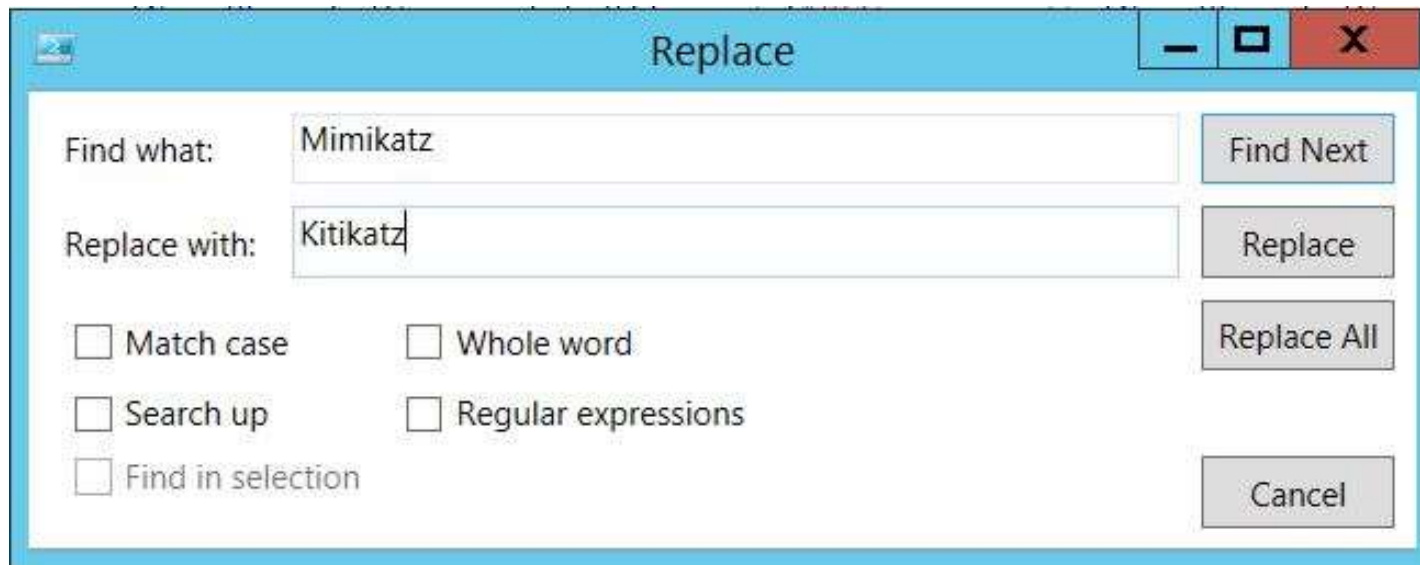 Replace
Find what: Mimikatz Find Next
Replace with: Kitikatz Replace
Match case Whole word Replace All
Search up Regular expressions
Find in selection
Cancel